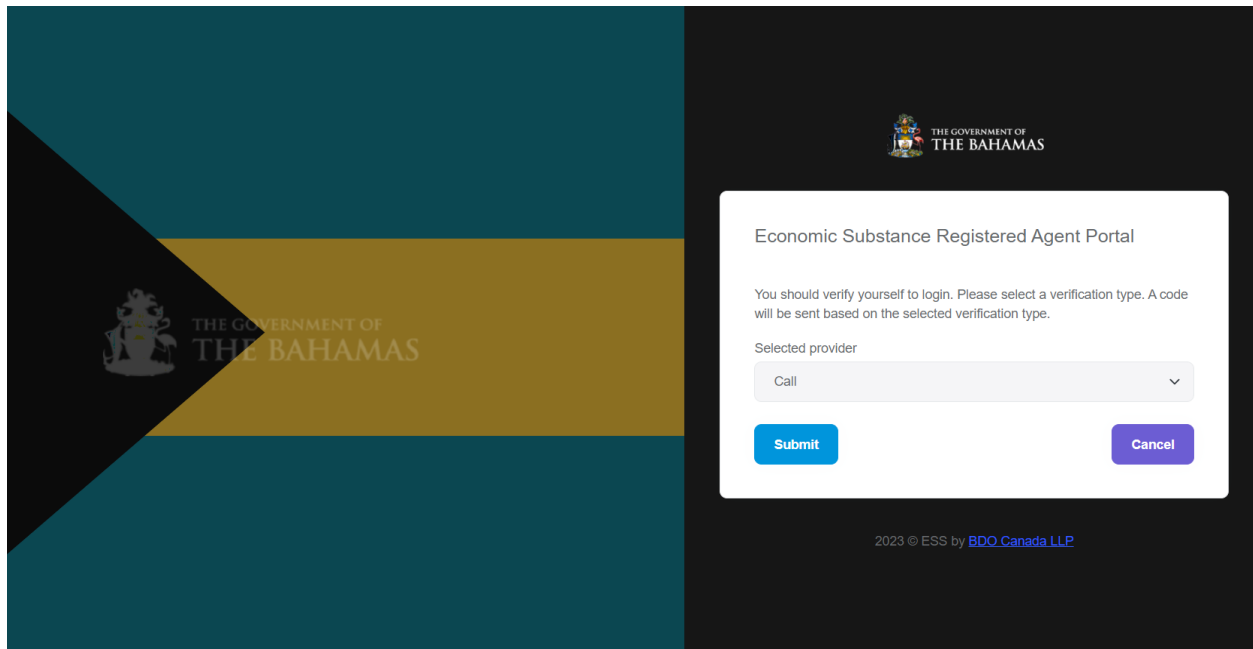 THE GOVERNMENT OF
THE BAHAMAS
THE GOVERNMENT OF
THE BAHAMAS
Economic Substance Registered Agent Portal
You should verify yourself to login. Please select a verification type. A code
will be sent based on the selected verification type.
Selected provider
Call
Submit
Cancel
2023 © ESS by BDO Canada LLP